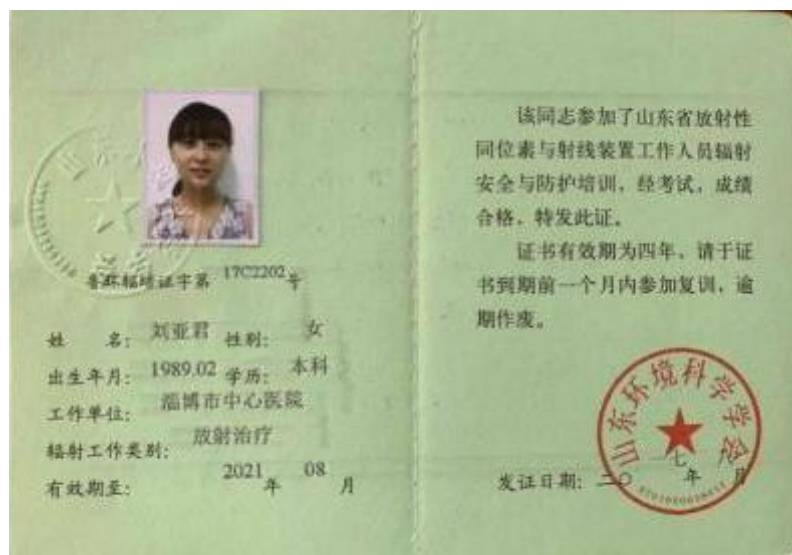 鲁环辐培证字第 17C2202 号
姓 名: 刘亚君 性别: 女
出生年月: 1989.02 学历: 本科
工作单位: 淄博市中心医院
辐射工作类别: 放射治疗
有效期至: 2021 年 08 月
该同志参加了山东省放射性
同位素与射线装置工作人员辐射
安全与防护培训，经考试，成绩
合格，特发此证。
证书有效期为四年，请于证
书到期前一个月内参加复训，逾
期作废。
山东环境科学学会
发证日期: 二〇 七 年 月